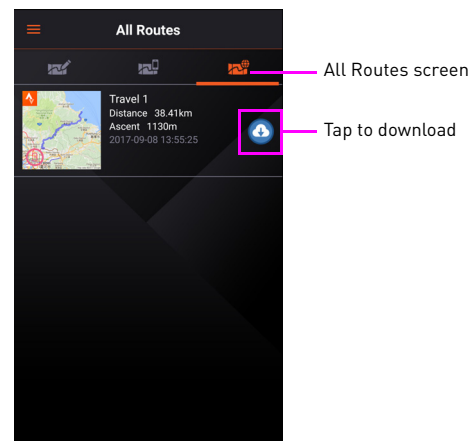 All Routes
All Routes screen
Travel 1
Distance 38.41km
Ascent 1130m
2017-09-08 13:55:25
Tap to download